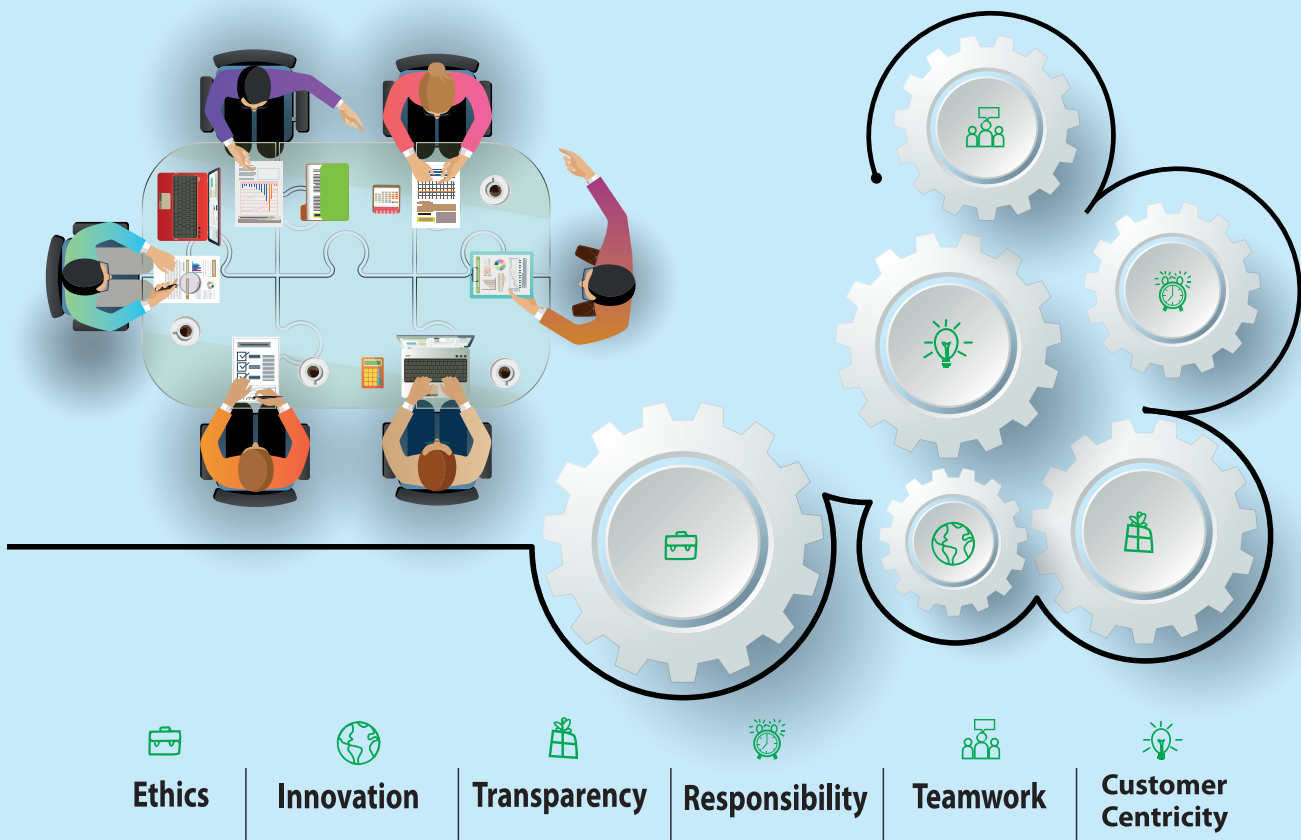 Ethics
Innovation
Transparency
Responsibility
Teamwork
Customer
Centricity